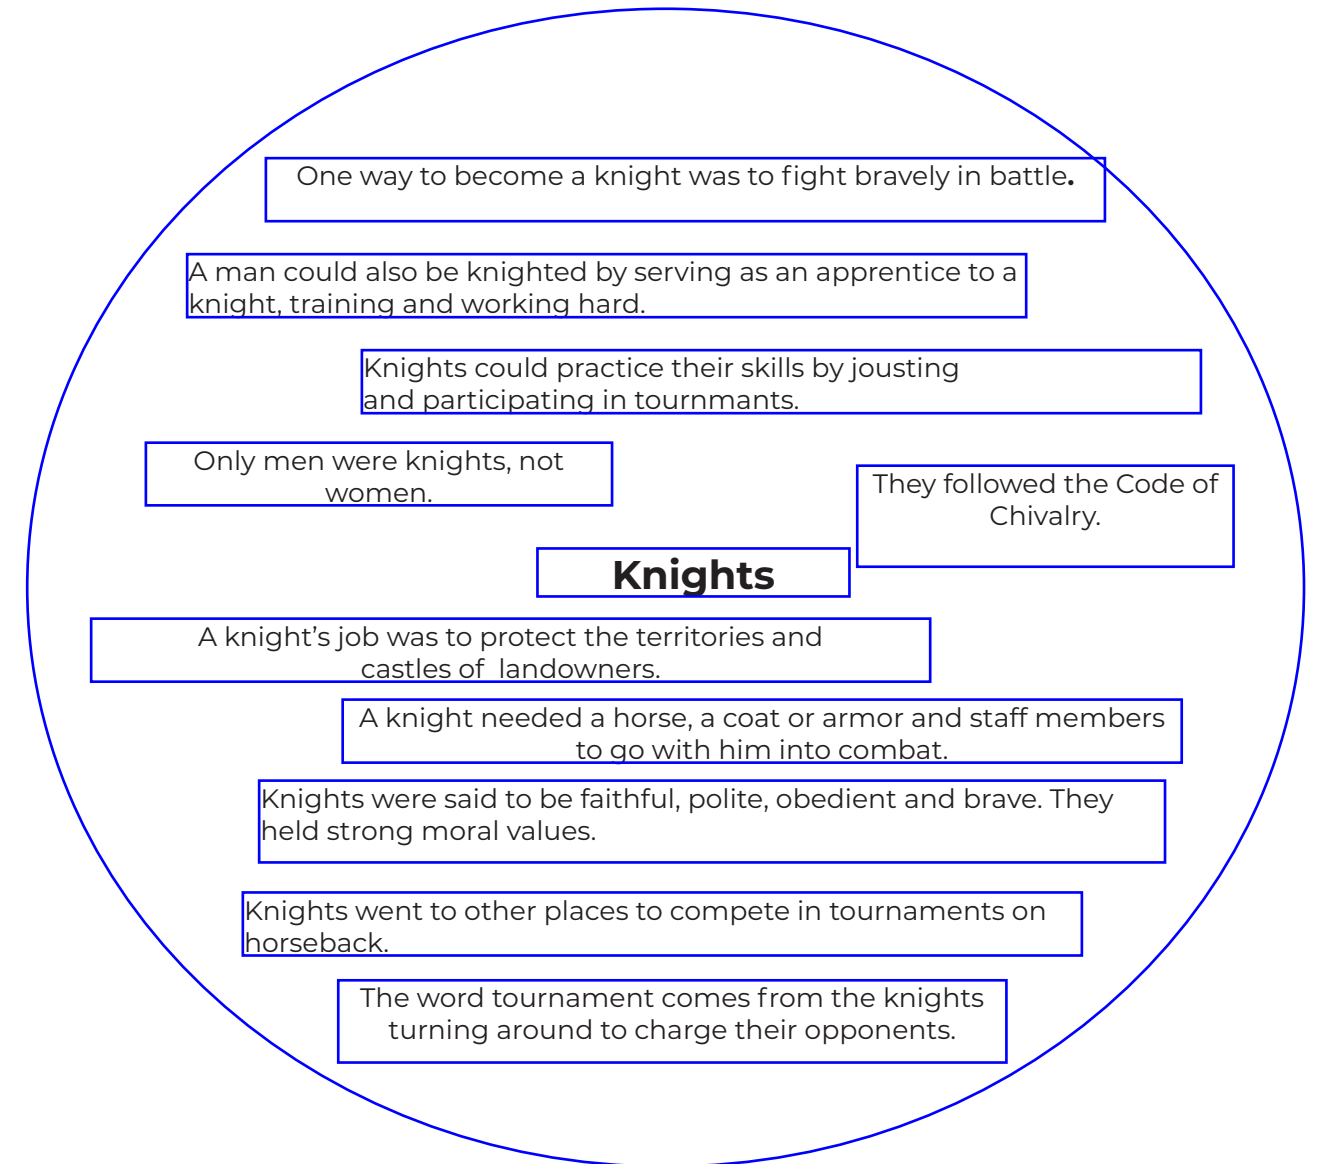 One way to become a knight was to fight bravely in battle.
A man could also be knighted by serving as an apprentice to a
knight, training and working hard.
Knights could practice their skills by jousting
and participating in tournmants.
Only men were knights, not
women.
They followed the Code of
Chivalry.
Knights
A knight’s job was to protect the territories and
castles of  landowners.
A knight needed a horse, a coat or armor and staff members
to go with him into combat.
Knights were said to be faithful, polite, obedient and brave. They
held strong moral values.
Knights went to other places to compete in tournaments on
horseback.
The word tournament comes from the knights
turning around to charge their opponents.